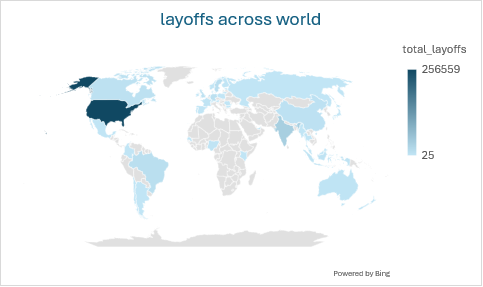 layoffs across world
total_layoffs
256559
25
Powered by Bing